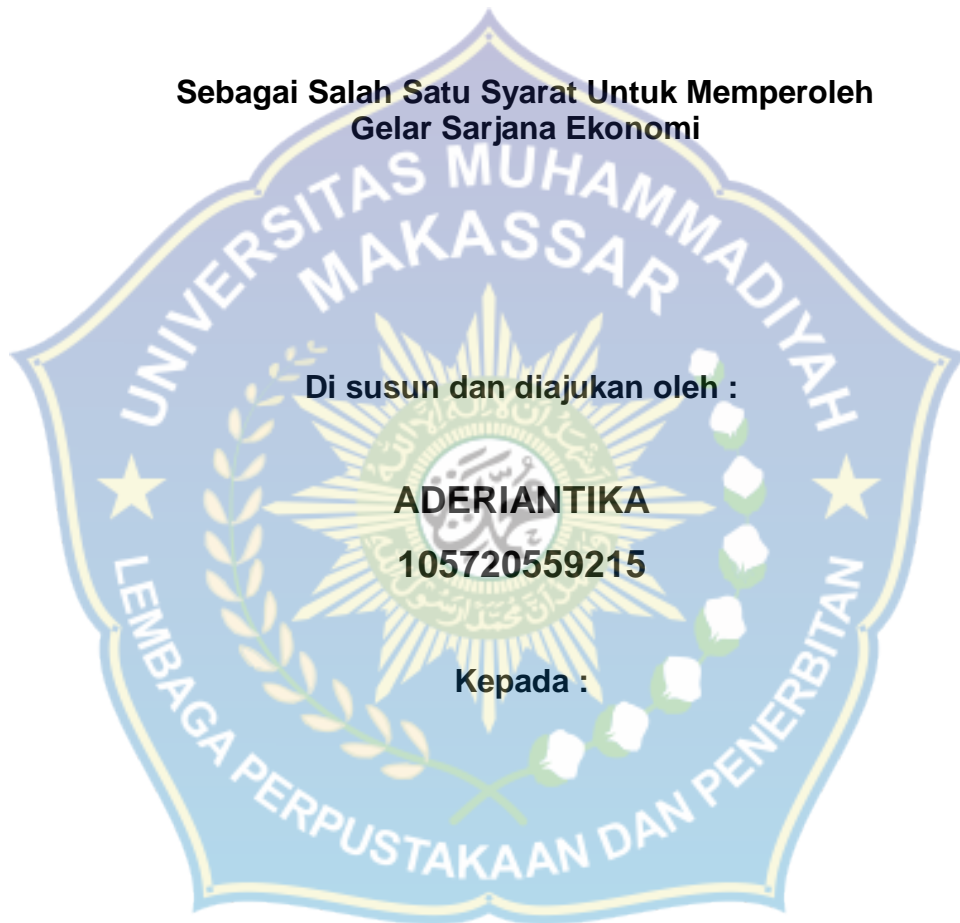 Sebagai Salah Satu Syarat Untuk Memperoleh
Gelar Sarjana Ekonomi
UNIVERSITAS MUHAMMADIYAH
MAKASSAR
Di susun dan diajukan oleh :
ADERIANTIKA
105720559215
Kepada :
LEMBAGA PERPUSTAKAAN DAN PENERBITAN